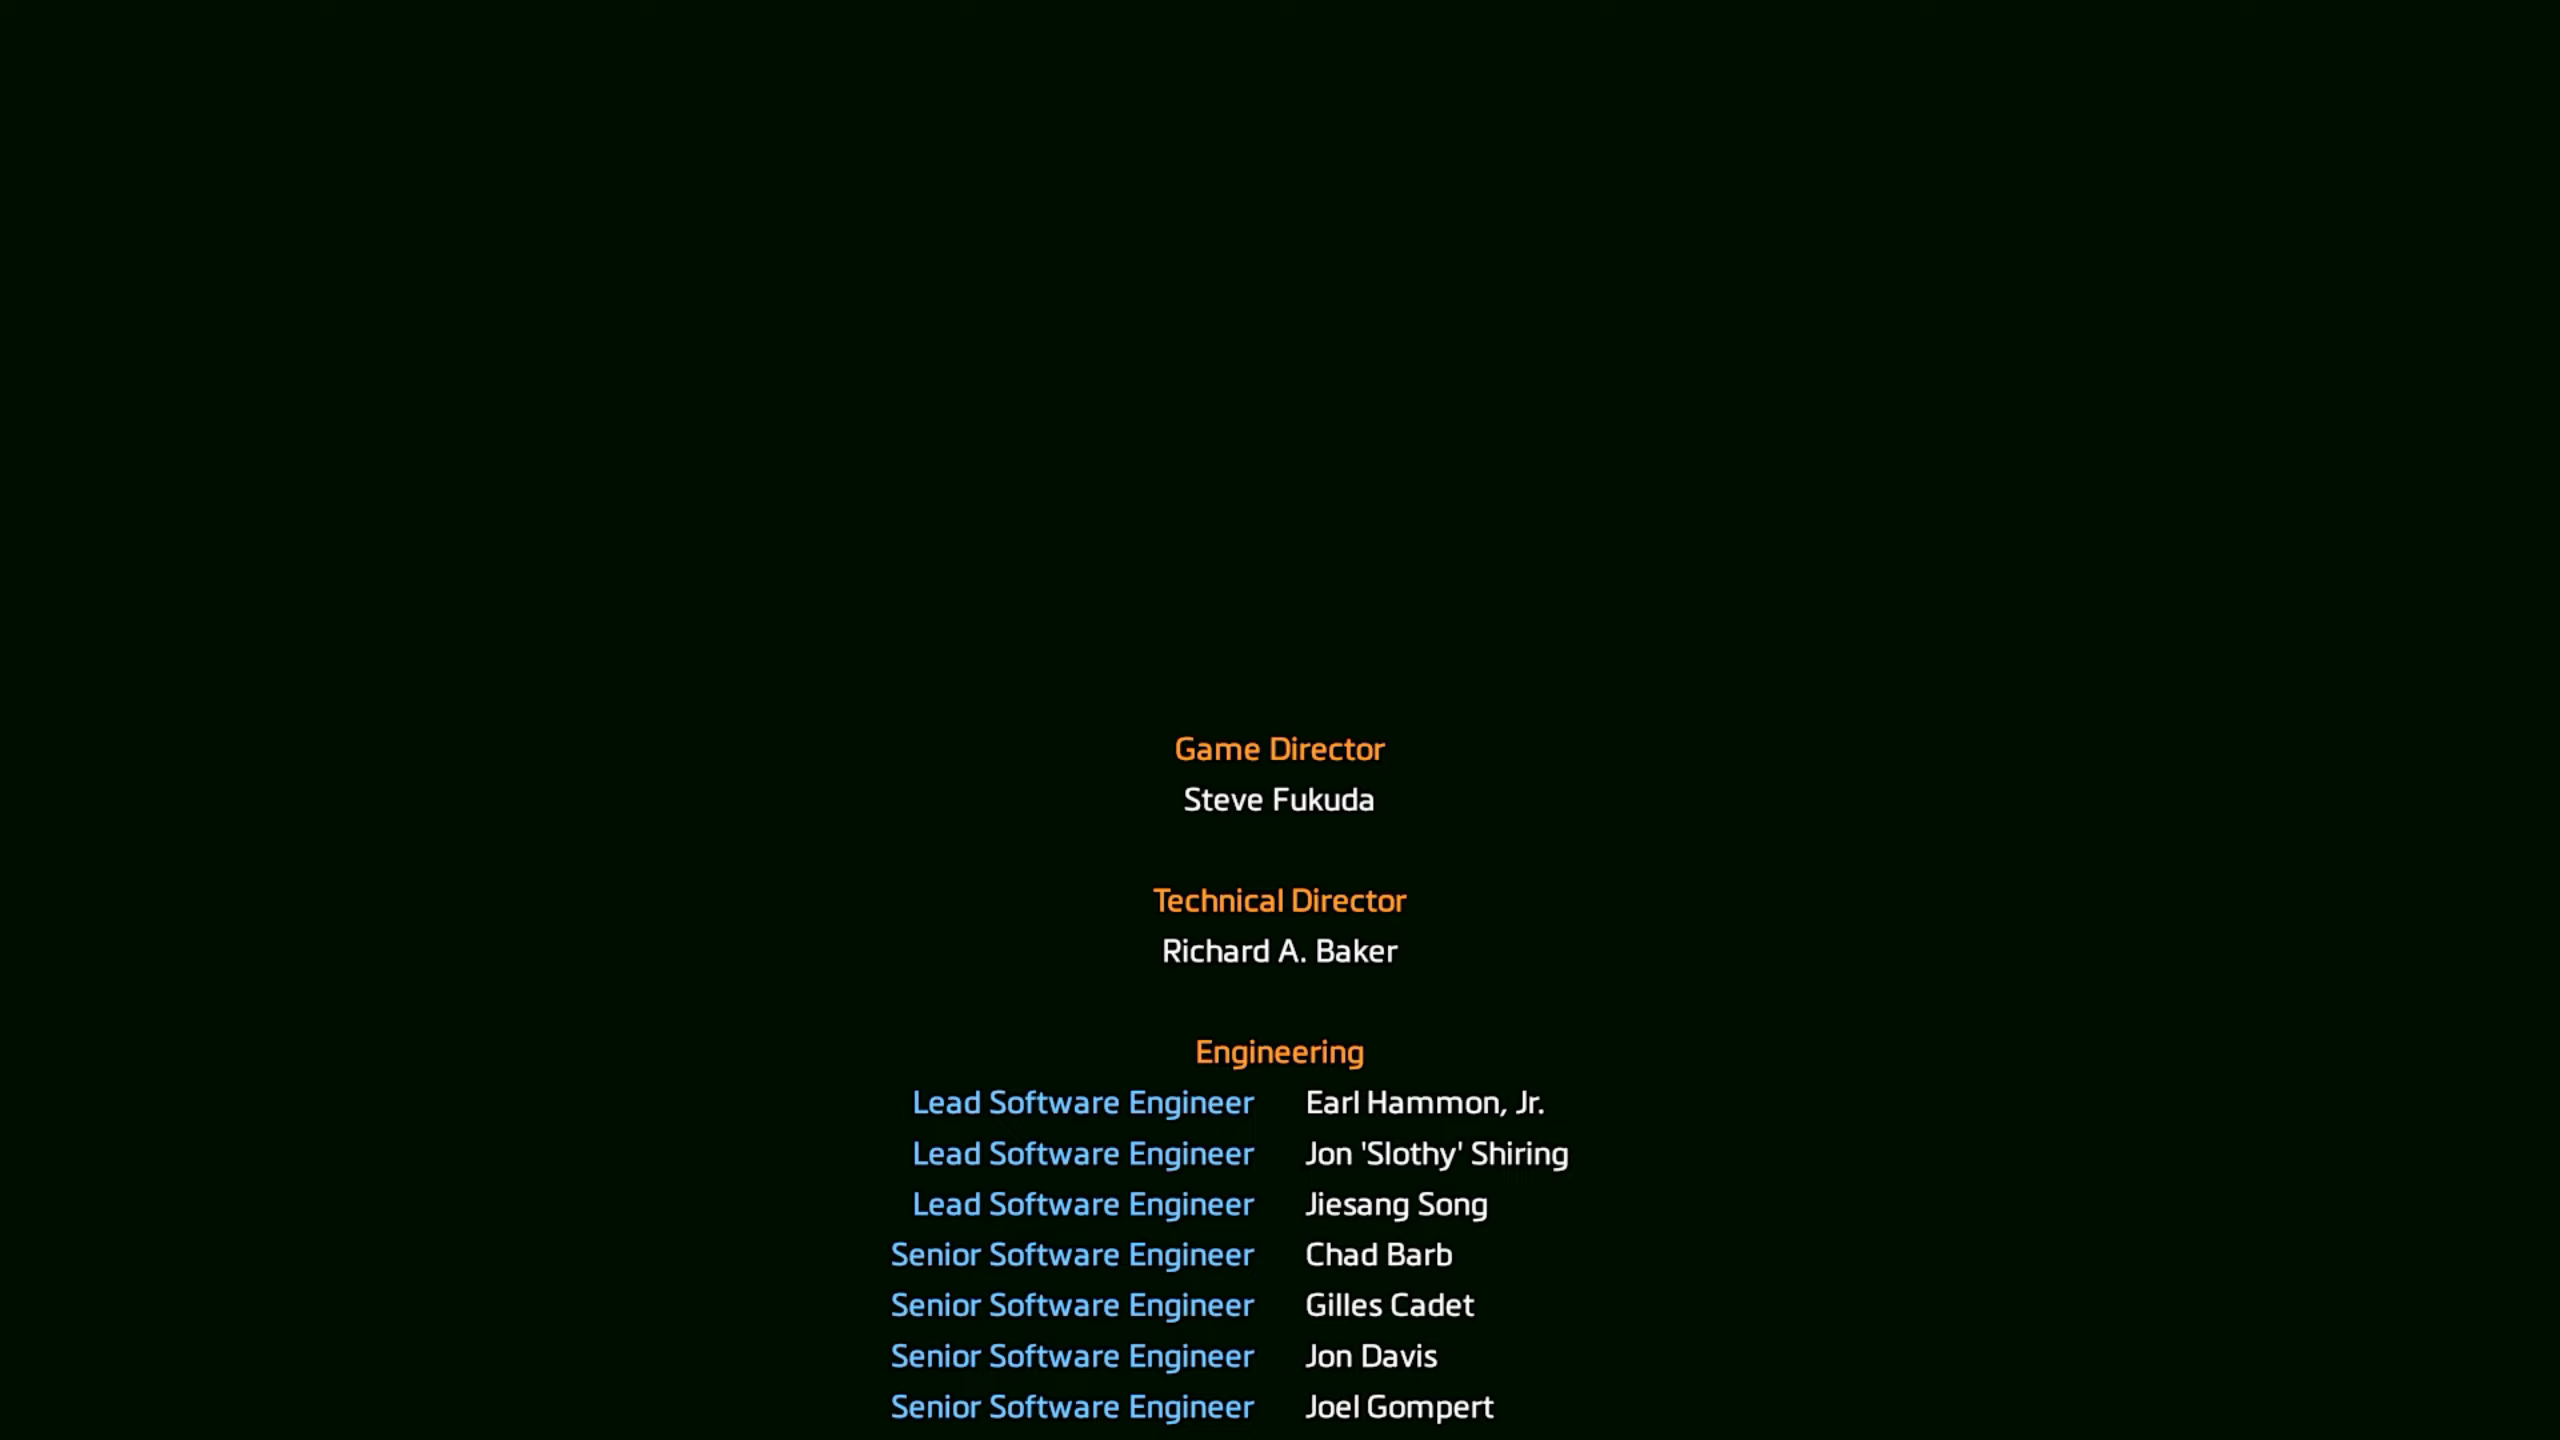 Game Director
Steve Fukuda
Technical Director
Richard A. Baker
Engineering
Lead Software Engineer Earl Hammon, Jr.
Lead Software Engineer Jon 'Slothy' Shiring
Lead Software Engineer Jiesang Song
Senior Software Engineer Chad Barb
Senior Software Engineer Gilles Cadet
Senior Software Engineer Jon Davis
Senior Software Engineer Joel Gompert